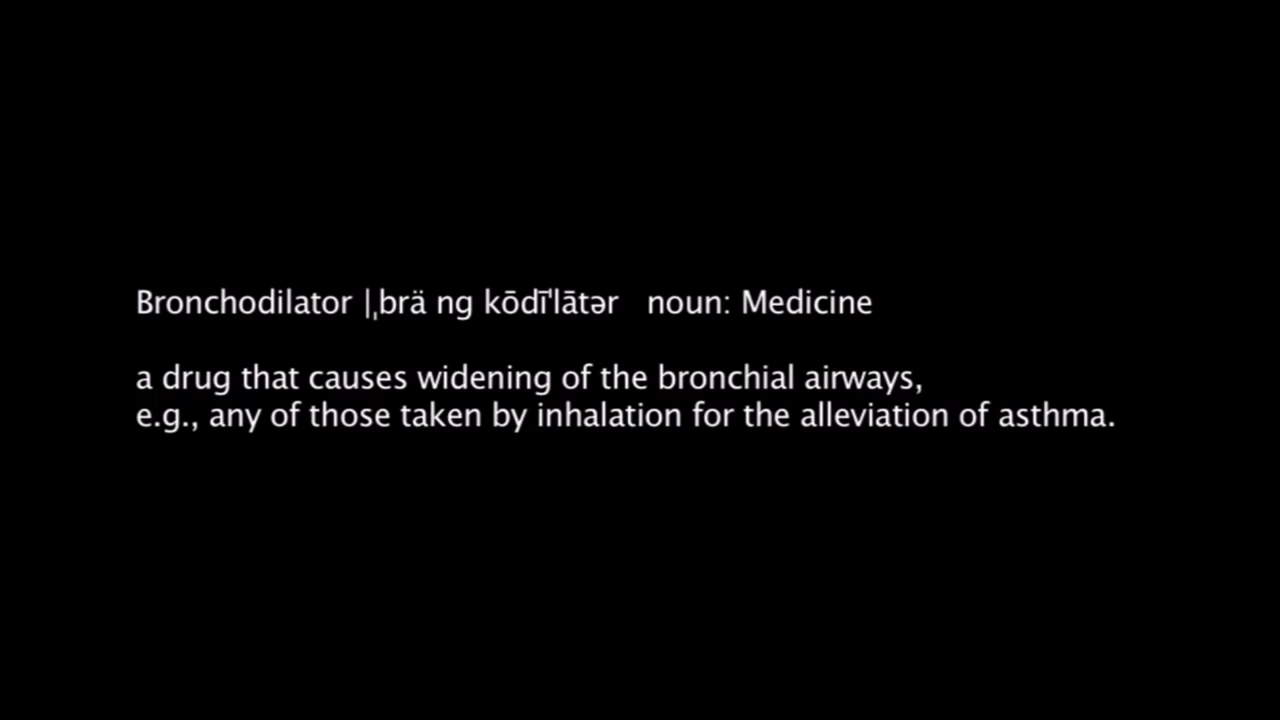 Bronchodilator |ˌbrä ng kōdīˈlātər   noun: Medicine
a drug that causes widening of the bronchial airways,
e.g., any of those taken by inhalation for the alleviation of asthma.